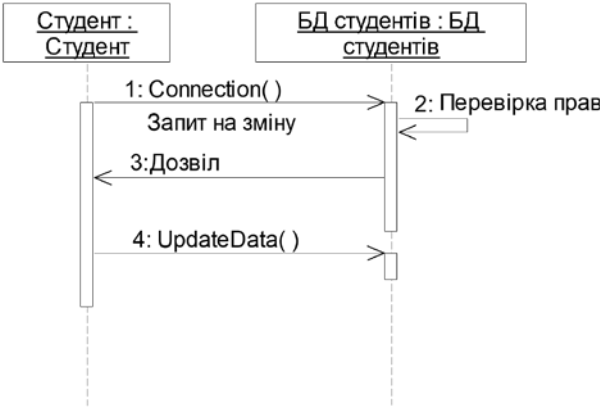 Студент :
Студент
БД студентів : БД
студентів
1: Connection( )
2: Перевірка прав
Запит на зміну
3:Дозвіл
4: UpdateData( )